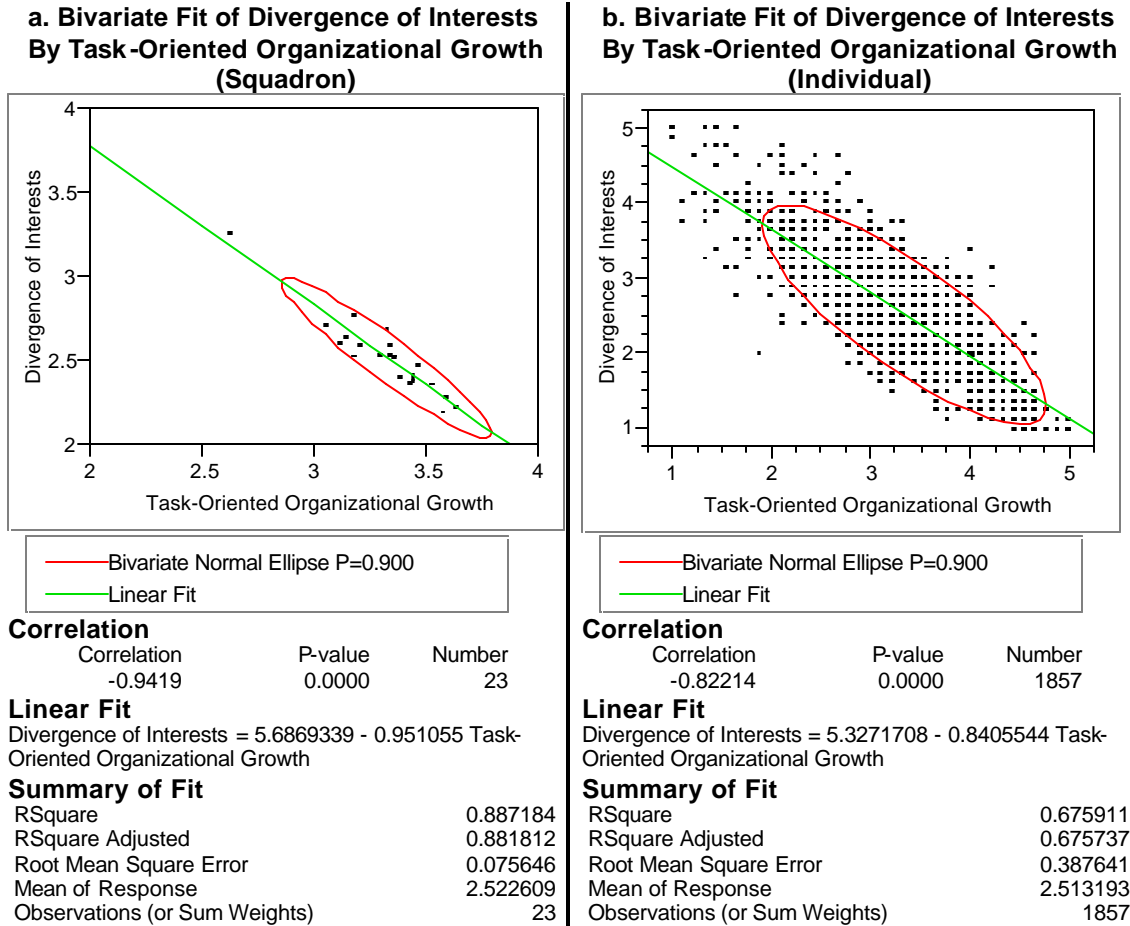 a. Bivariate Fit of Divergence of Interests
By Task-Oriented Organizational Growth
(Squadron)
4
3.5
3
2.5
2
Divergence of Interests
2
2.5
3
3.5
4
Task-Oriented Organizational Growth
Bivariate Normal Ellipse P=0.900
Linear Fit
Correlation
Correlation P-value Number
-0.9419 0.0000 23
Linear Fit
Divergence of Interests = 5.6869339 - 0.951055 Task-
Oriented Organizational Growth
Summary of Fit
RSquare 0.887184
RSquare Adjusted 0.881812
Root Mean Square Error 0.075646
Mean of Response 2.522609
Observations (or Sum Weights) 23
b. Bivariate Fit of Divergence of Interests
By Task-Oriented Organizational Growth
(Individual)
5
4
3
2
1
Divergence of Interests
1
2
3
4
5
Task-Oriented Organizational Growth
Bivariate Normal Ellipse P=0.900
Linear Fit
Correlation
Correlation P-value Number
-0.82214 0.0000 1857
Linear Fit
Divergence of Interests = 5.3271708 - 0.8405544 Task-
Oriented Organizational Growth
Summary of Fit
RSquare 0.675911
RSquare Adjusted 0.675737
Root Mean Square Error 0.387641
Mean of Response 2.513193
Observations (or Sum Weights) 1857